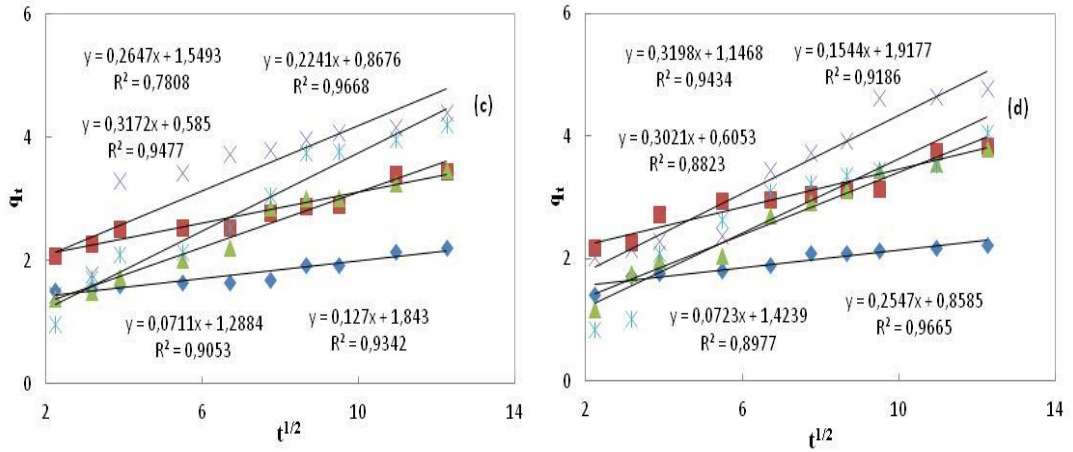 6
y = 0,2647x + 1,5493
R² = 0,7808
y = 0,2241x + 0,8676
R² = 0,9668
(c)
y = 0,3172x + 0,585
R² = 0,9477
4
qt
2
y = 0,0711x + 1,2884
R² = 0,9053
y = 0,127x + 1,843
R² = 0,9342
0
2
6
10
14
t1/2
6
y = 0,3198x + 1,1468
R² = 0,9434
y = 0,1544x + 1,9177
R² = 0,9186
(d)
y = 0,3021x + 0,6053
R² = 0,8823
4
qt
2
y = 0,0723x + 1,4239
R² = 0,8977
y = 0,2547x + 0,8585
R² = 0,9665
0
2
6
10
14
t1/2